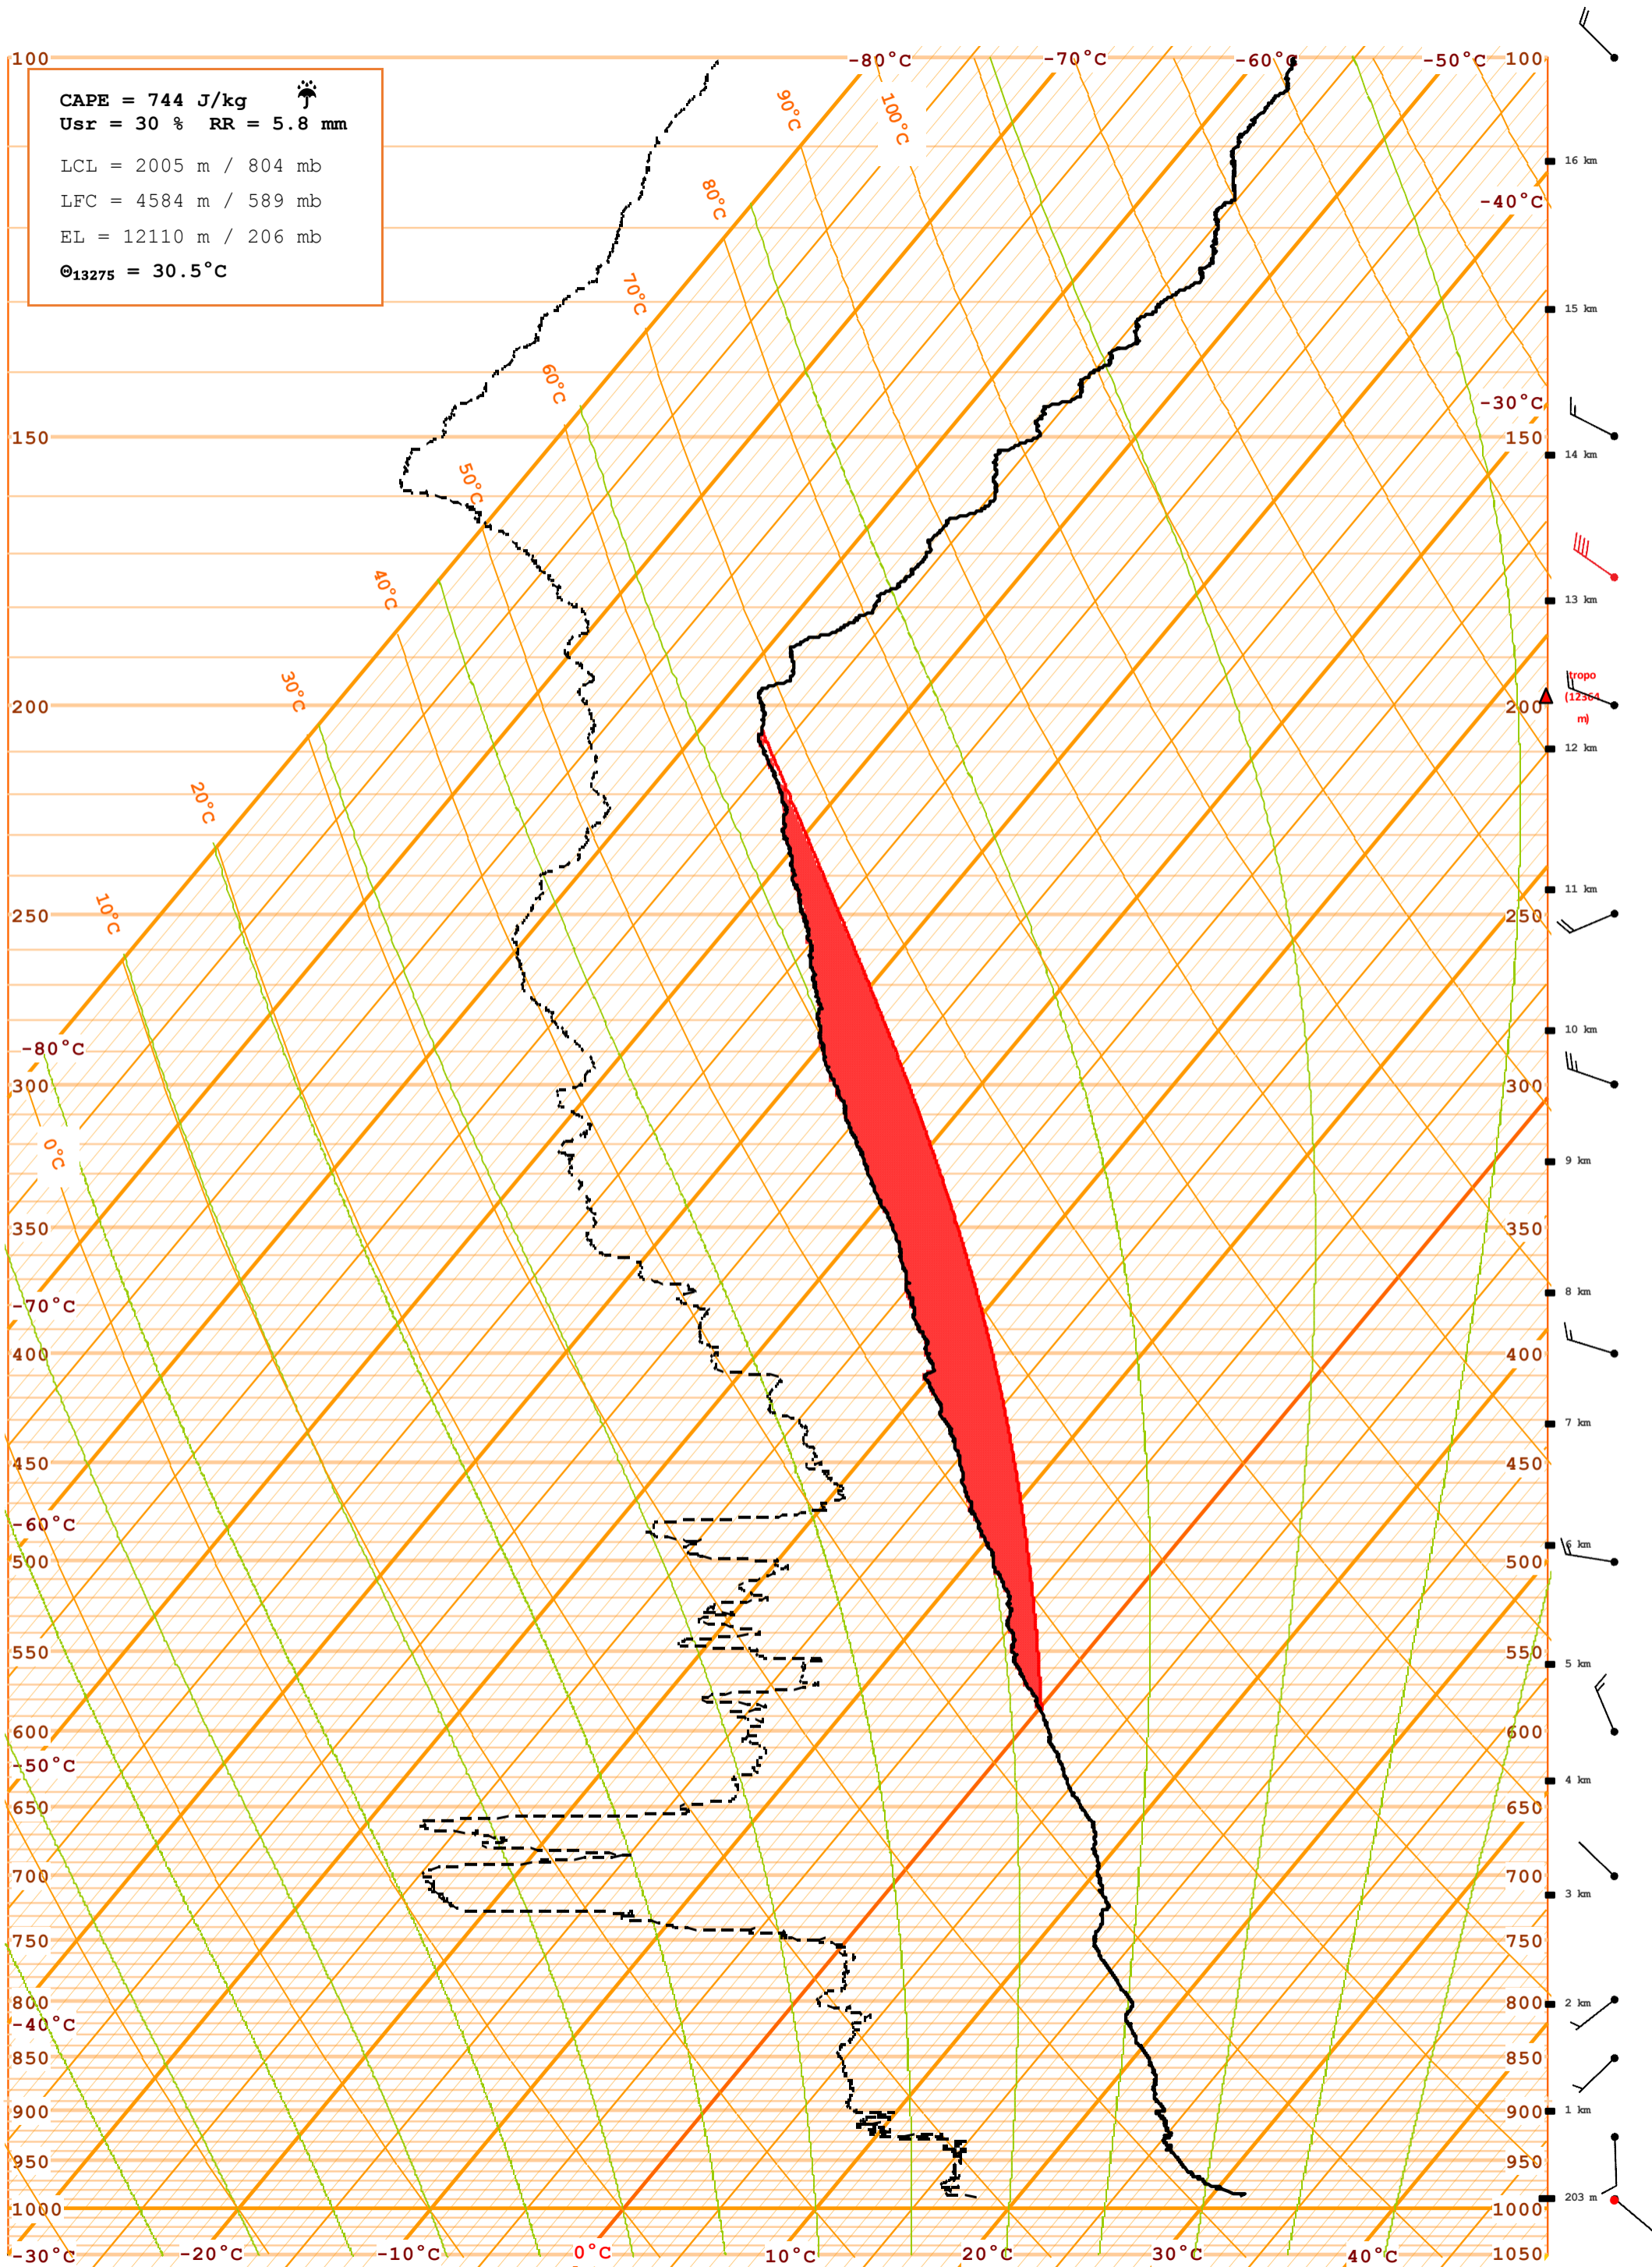 100 -80°C -70°C -60°C -50°C 100
CAPE = 744 J/kg
Usr = 30 % RR = 5.8 mm
LCL = 2005 m / 804 mb
LFC = 4584 m / 589 mb
EL = 12110 m / 206 mb
Θ13275 = 30.5°C
90°C 100°C
16 km
80°C -40°C
70°C 15 km
60°C -30°C
150 150
14 km
50°C
40°C 13 km
30°C tropo
(12364
m)
200 200
12 km
20°C
11 km
10°C 250 250
10 km
-80°C
300 300
0°C 9 km
350 350
8 km
-70°C
400 400
7 km
450 450
-60°C
6 km
500 500
550 550
5 km
600 600
-50°C
4 km
650 650
700 700
3 km
750 750
800 800 2 km
-40°C
850 850
900 900 1 km
950 950
203 m
1000 1000
-30°C -20°C -10°C 0°C 10°C 20°C 30°C 40°C 1050